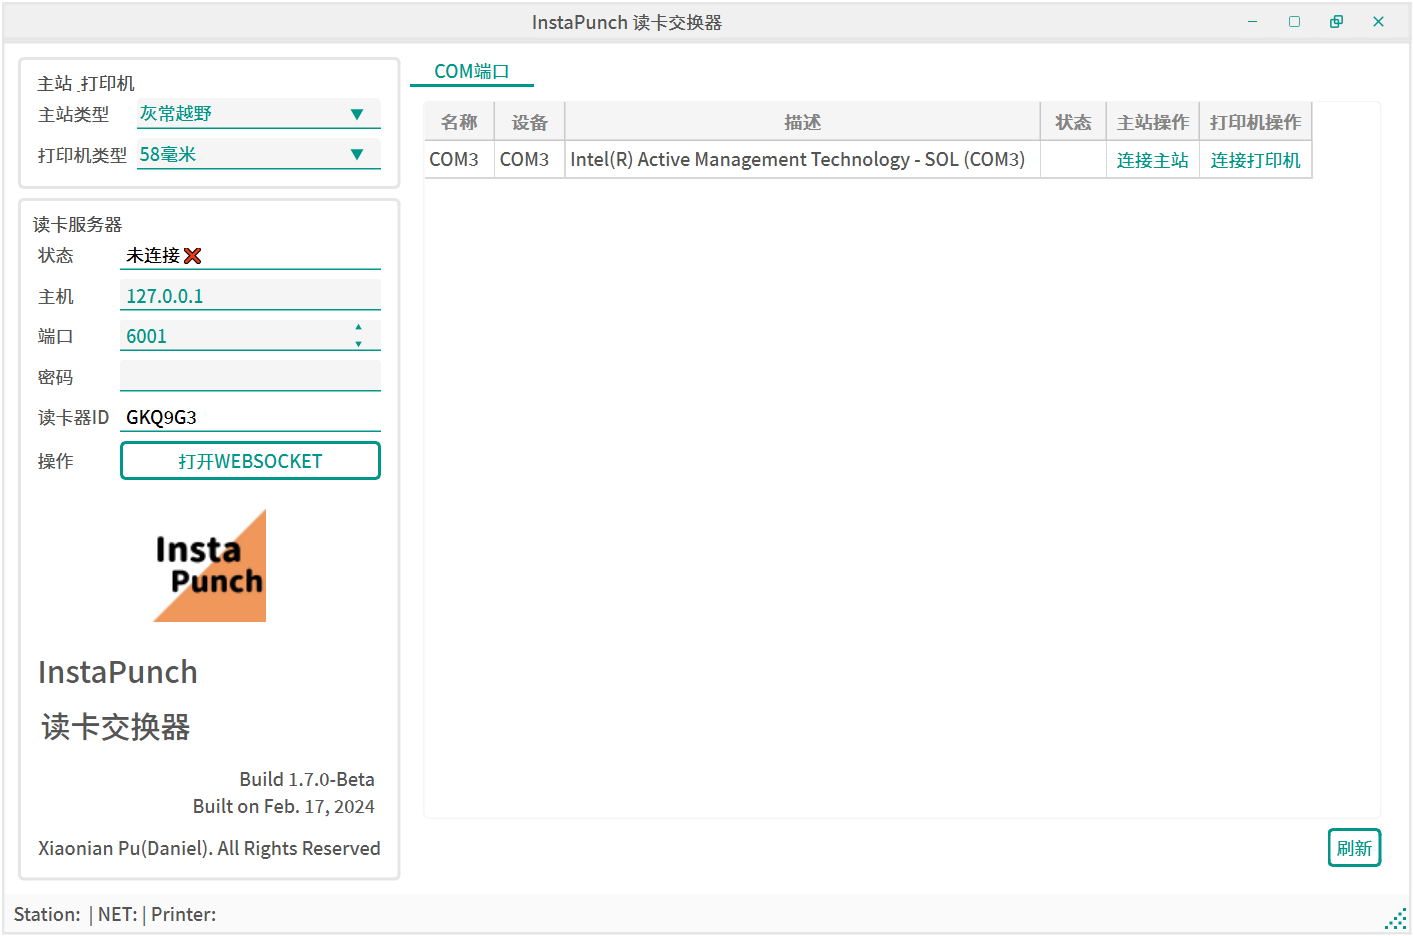 InstaPunch 读卡交换器
主站_打印机
主站类型 灰常越野
打印机类型 58毫米
读卡服务器
状态 未连接❌
主机 127.0.0.1
端口 6001
密码
读卡器ID GKQ9G3
操作 打开WEBSOCKET
Insta
Punch
InstaPunch
读卡交换器
Build 1.7.0-Beta
Built on Feb. 17, 2024
Xiaonian Pu(Daniel). All Rights Reserved
COM端口
名称 设备 描述 状态 主站操作 打印机操作
COM3 COM3 Intel(R) Active Management Technology - SOL (COM3) 连接主站 连接打印机
刷新
Station: | NET: | Printer: